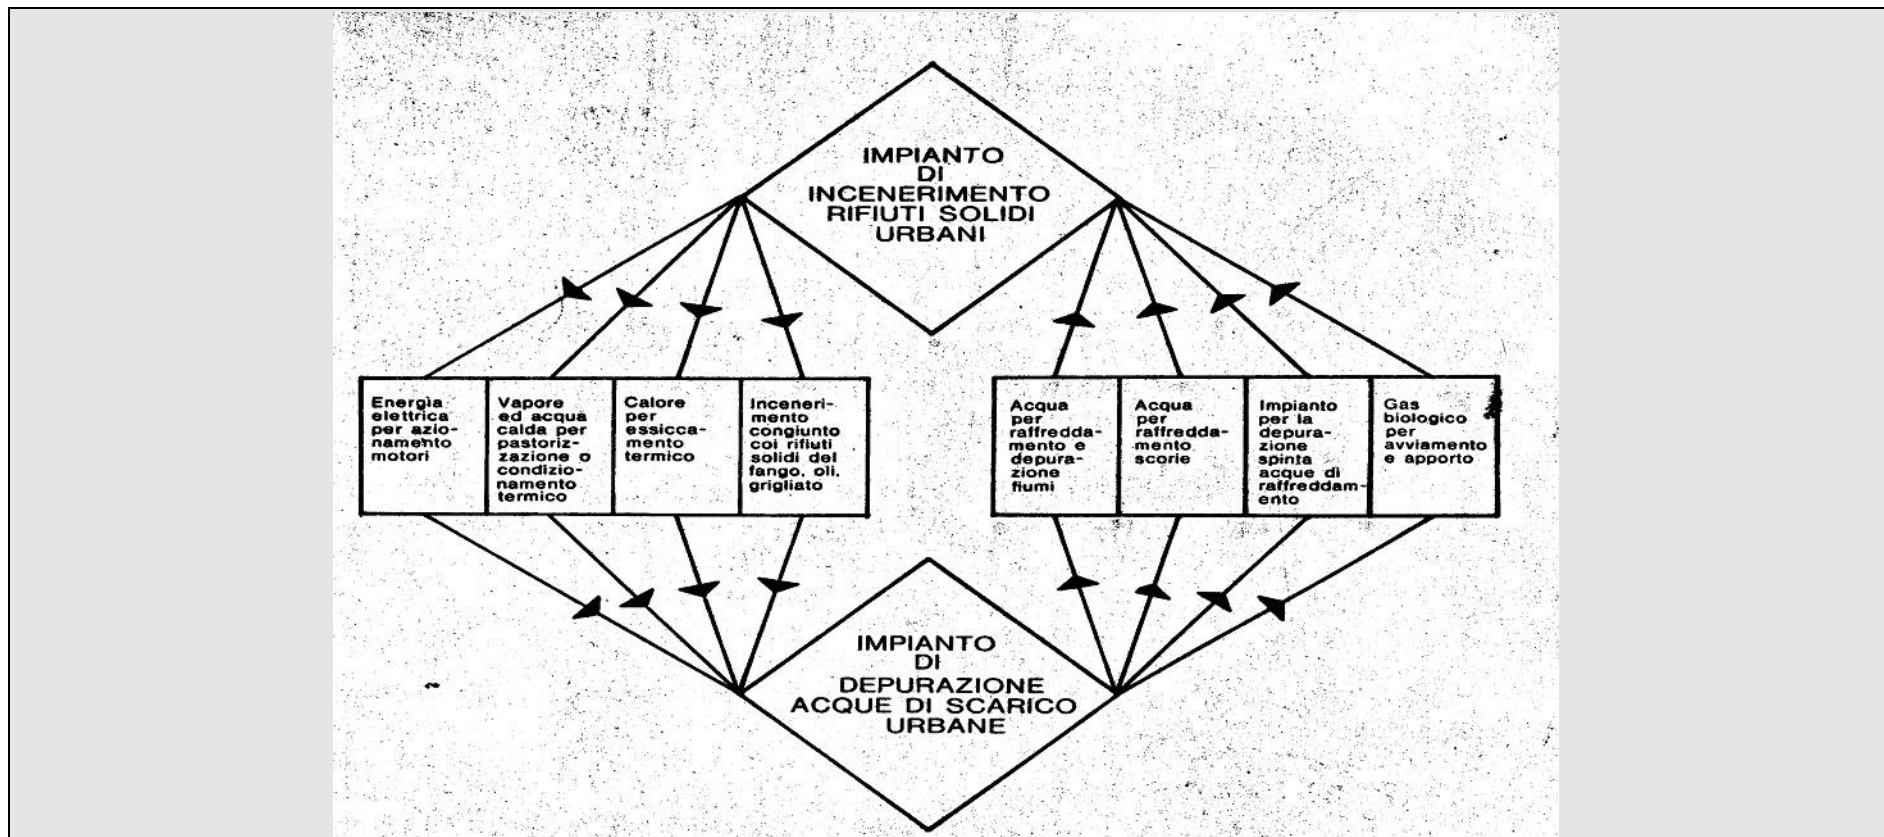 IMPIANTO
DI
INCENERIMENTO
RIFIUTI SOLIDI
URBANI
Energia
elettrica
per azio-
namento
motori
Vapore
ed acqua
calda per
pastoriz-
zazione o
condizio-
namento
termico
Calore
per
essicca-
mento
termico
Inceneri-
mento
congiunto
coi rifiuti
solidi del
fango, oli,
grigliato
Acqua
per
raffredda-
mento e
depura-
zione
fiumi
Acqua
per
raffredda-
mento
scorie
Impianto
per la
depura-
zione
spinta
acque di
raffreddam-
ento
Gas
biologico
per
avviamento
e apporto
IMPIANTO
DI
DEPURAZIONE
ACQUE DI SCARICO
URBANE